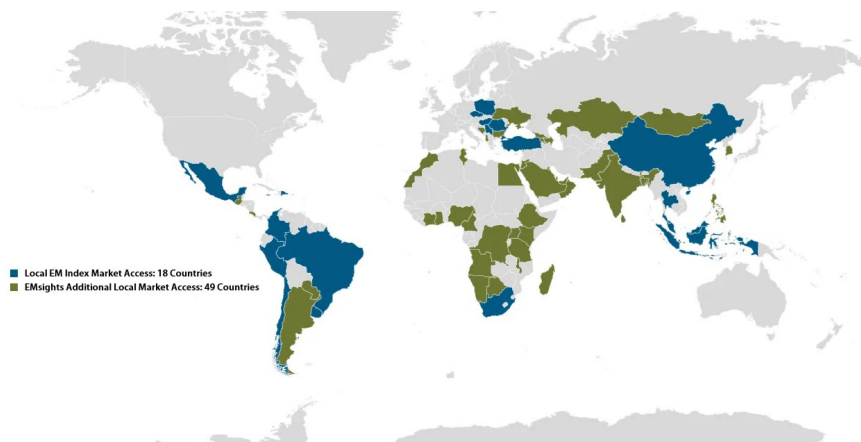 Local EM Index Market Access: 18 Countries
EMsights Additional Local Market Access: 49 Countries